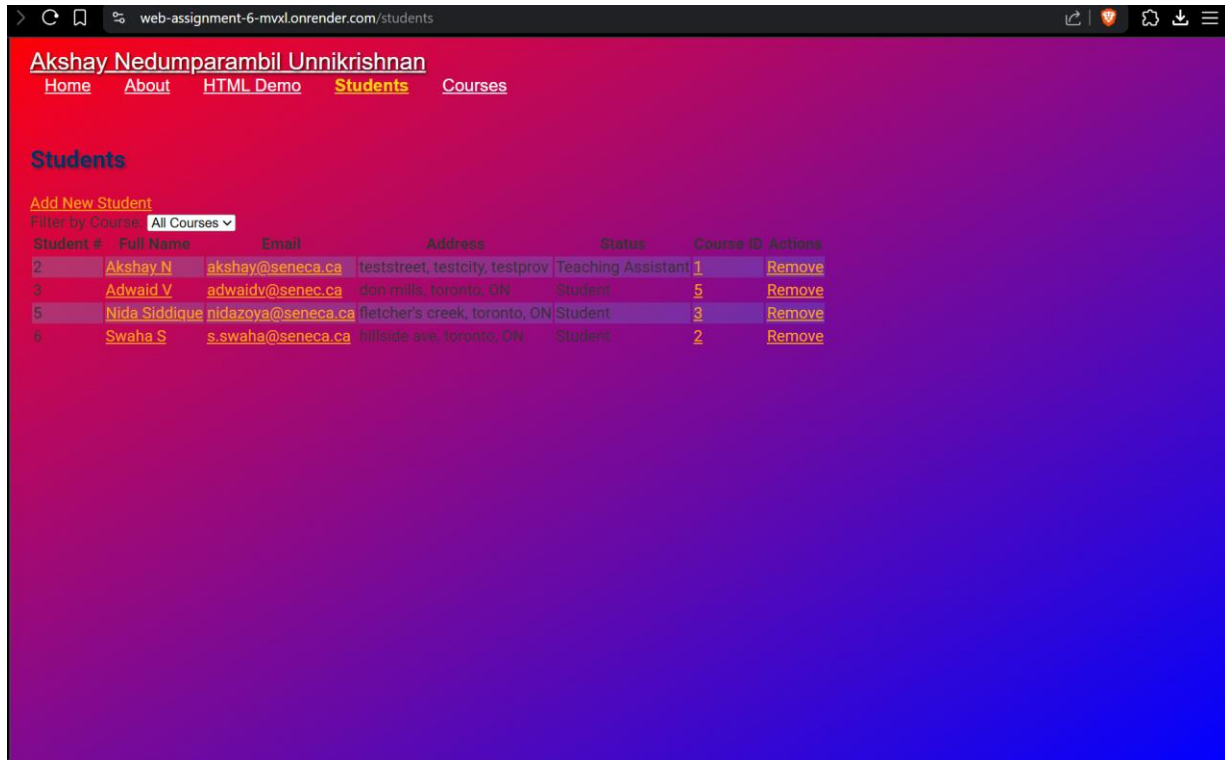 web-assignment-6-mvxl.onrender.com/students
Akshay Nedumparambil Unnikrishnan
Home About HTML Demo Students Courses
Students
Add New Student
Filter by Course: All Courses
Student # Full Name Email Address Status Course ID Actions
2 Akshay N akshay@seneca.ca teststreet, testcity, testprov Teaching Assistant 1 Remove
3 Adwaid V adwaidv@senec.ca don mills, toronto, ON Student 5 Remove
5 Nida Siddique nidazoya@seneca.ca fletcher's creek, toronto, ON Student 3 Remove
6 Swaha S s.swaha@seneca.ca hillside ave, toronto, ON Student 2 Remove